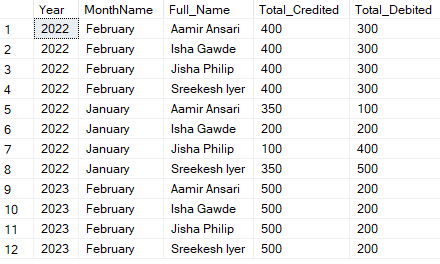 Year MonthName Full_Name Total_Credited Total_Debited
1 2022 February Aamir Ansari 400 300
2 2022 February Isha Gawde 400 300
3 2022 February Jisha Philip 400 300
4 2022 February Sreekesh Iyer 400 300
5 2022 January Aamir Ansari 350 100
6 2022 January Isha Gawde 200 200
7 2022 January Jisha Philip 100 400
8 2022 January Sreekesh Iyer 350 500
9 2023 February Aamir Ansari 500 200
10 2023 February Isha Gawde 500 200
11 2023 February Jisha Philip 500 200
12 2023 February Sreekesh Iyer 500 200